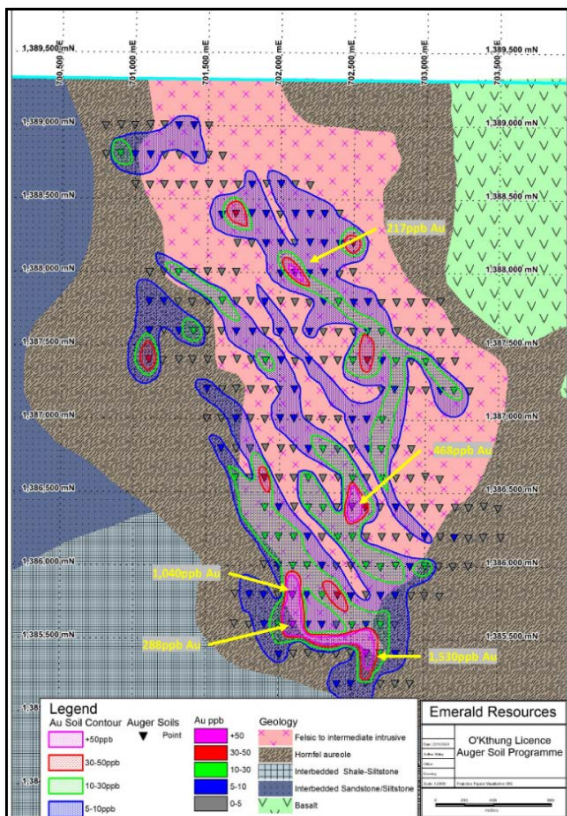 1,389,500 mN
1,389,500 mN
700,500 mE
701,000 mE
701,500 mE
702,000 mE
702,500 mE
703,000 mE
703,500 mE
1,389,000 mN
1,389,000 mN
1,388,500 mN
1,388,500 mN
217ppb Au
1,388,000 mN
1,388,000 mN
1,387,500 mN
1,387,500 mN
1,387,000 mN
1,387,000 mN
468ppb Au
1,386,500 mN
1,386,500 mN
1,386,000 mN
1,386,000 mN
1,040ppb Au
1,385,500 mN
1,385,500 mN
288ppb Au
1,530ppb Au
Legend
Au Soil Contour
+50ppb
30-50ppb
10-30ppb
5-10ppb
Auger Soils
Point
Au ppb
+50
30-50
10-30
5-10
0-5
Geology
Felsic to intermediate intrusive
Hornfel aureole
Interbedded Shale-Siltstone
Interbedded Sandstone/Siltstone
Basalt
Emerald Resources
O'Kthung Licence
Auger Soil Programme